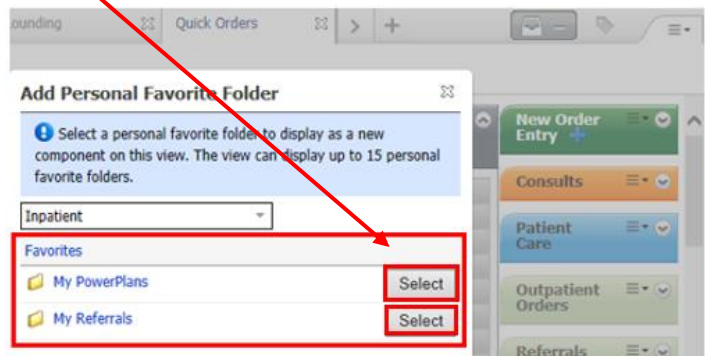 ounding
Quick Orders
Add Personal Favorite Folder
Select a personal favorite folder to display as a new
component on this view. The view can display up to 15 personal
favorite folders.
Inpatient
Favorites
My PowerPlans
Select
My Referrals
Select
New Order
Entry
Consults
Patient
Care
Outpatient
Orders
Referrals